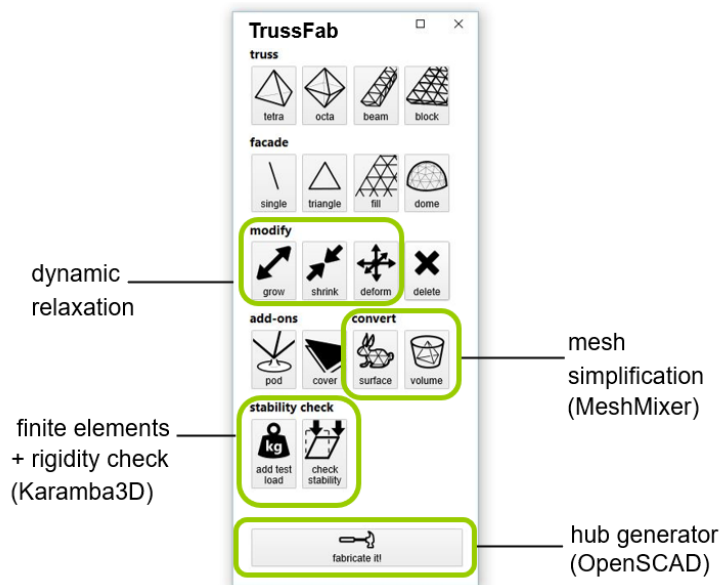 TrussFab
truss
tetra octa beam block
facade
single triangle fill dome
modify
grow shrink deform delete
dynamic
relaxation
add-ons convert
pod cover surface volume
mesh
simplification
(MeshMixer)
stability check
kg
add test load check stability
finite elements
+ rigidity check
(Karamba3D)
fabricate it!
hub generator
(OpenSCAD)